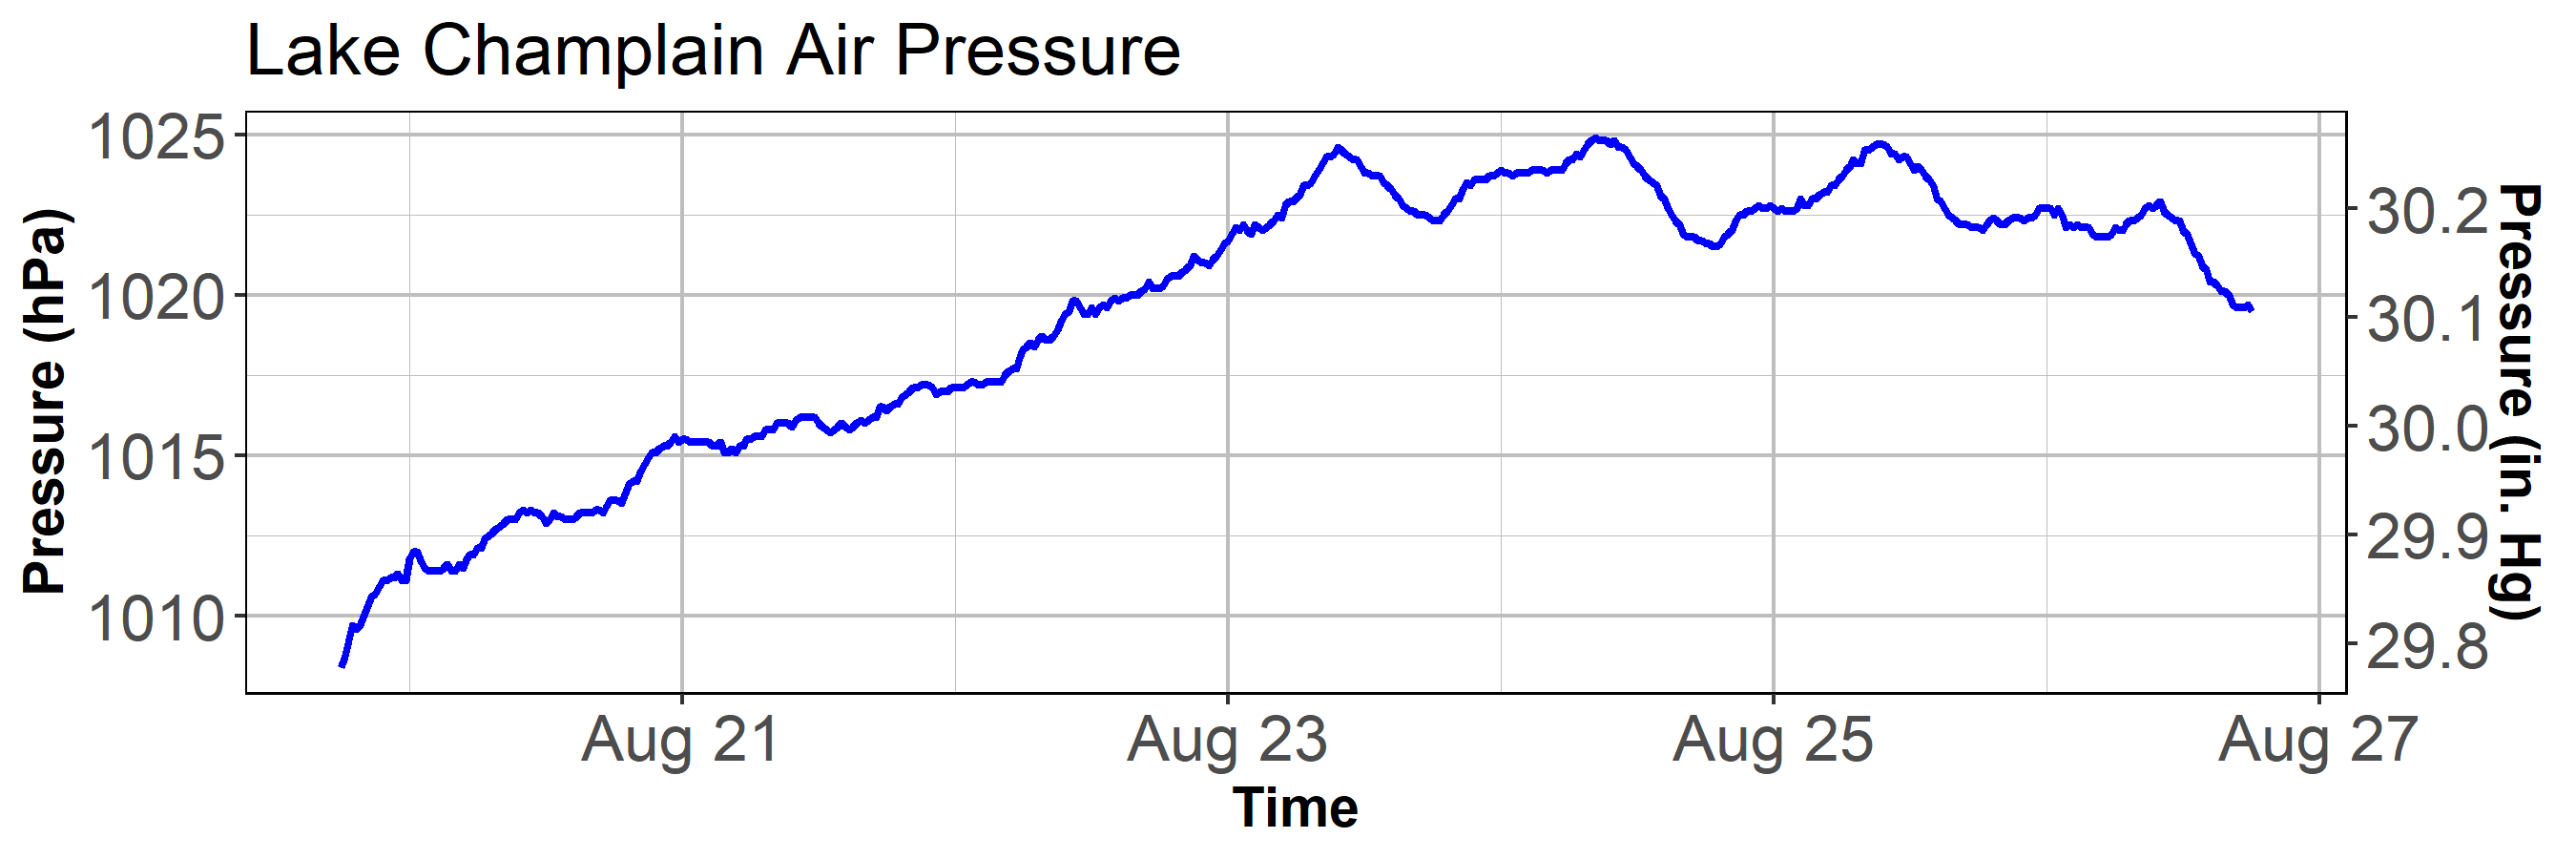 Lake Champlain Air Pressure
Pressure (hPa)
1025
1020
1015
1010
30.2
30.1
30.0
29.9
29.8
Pressure (in. Hg)
Aug 21
Aug 23
Aug 25
Aug 27
Time